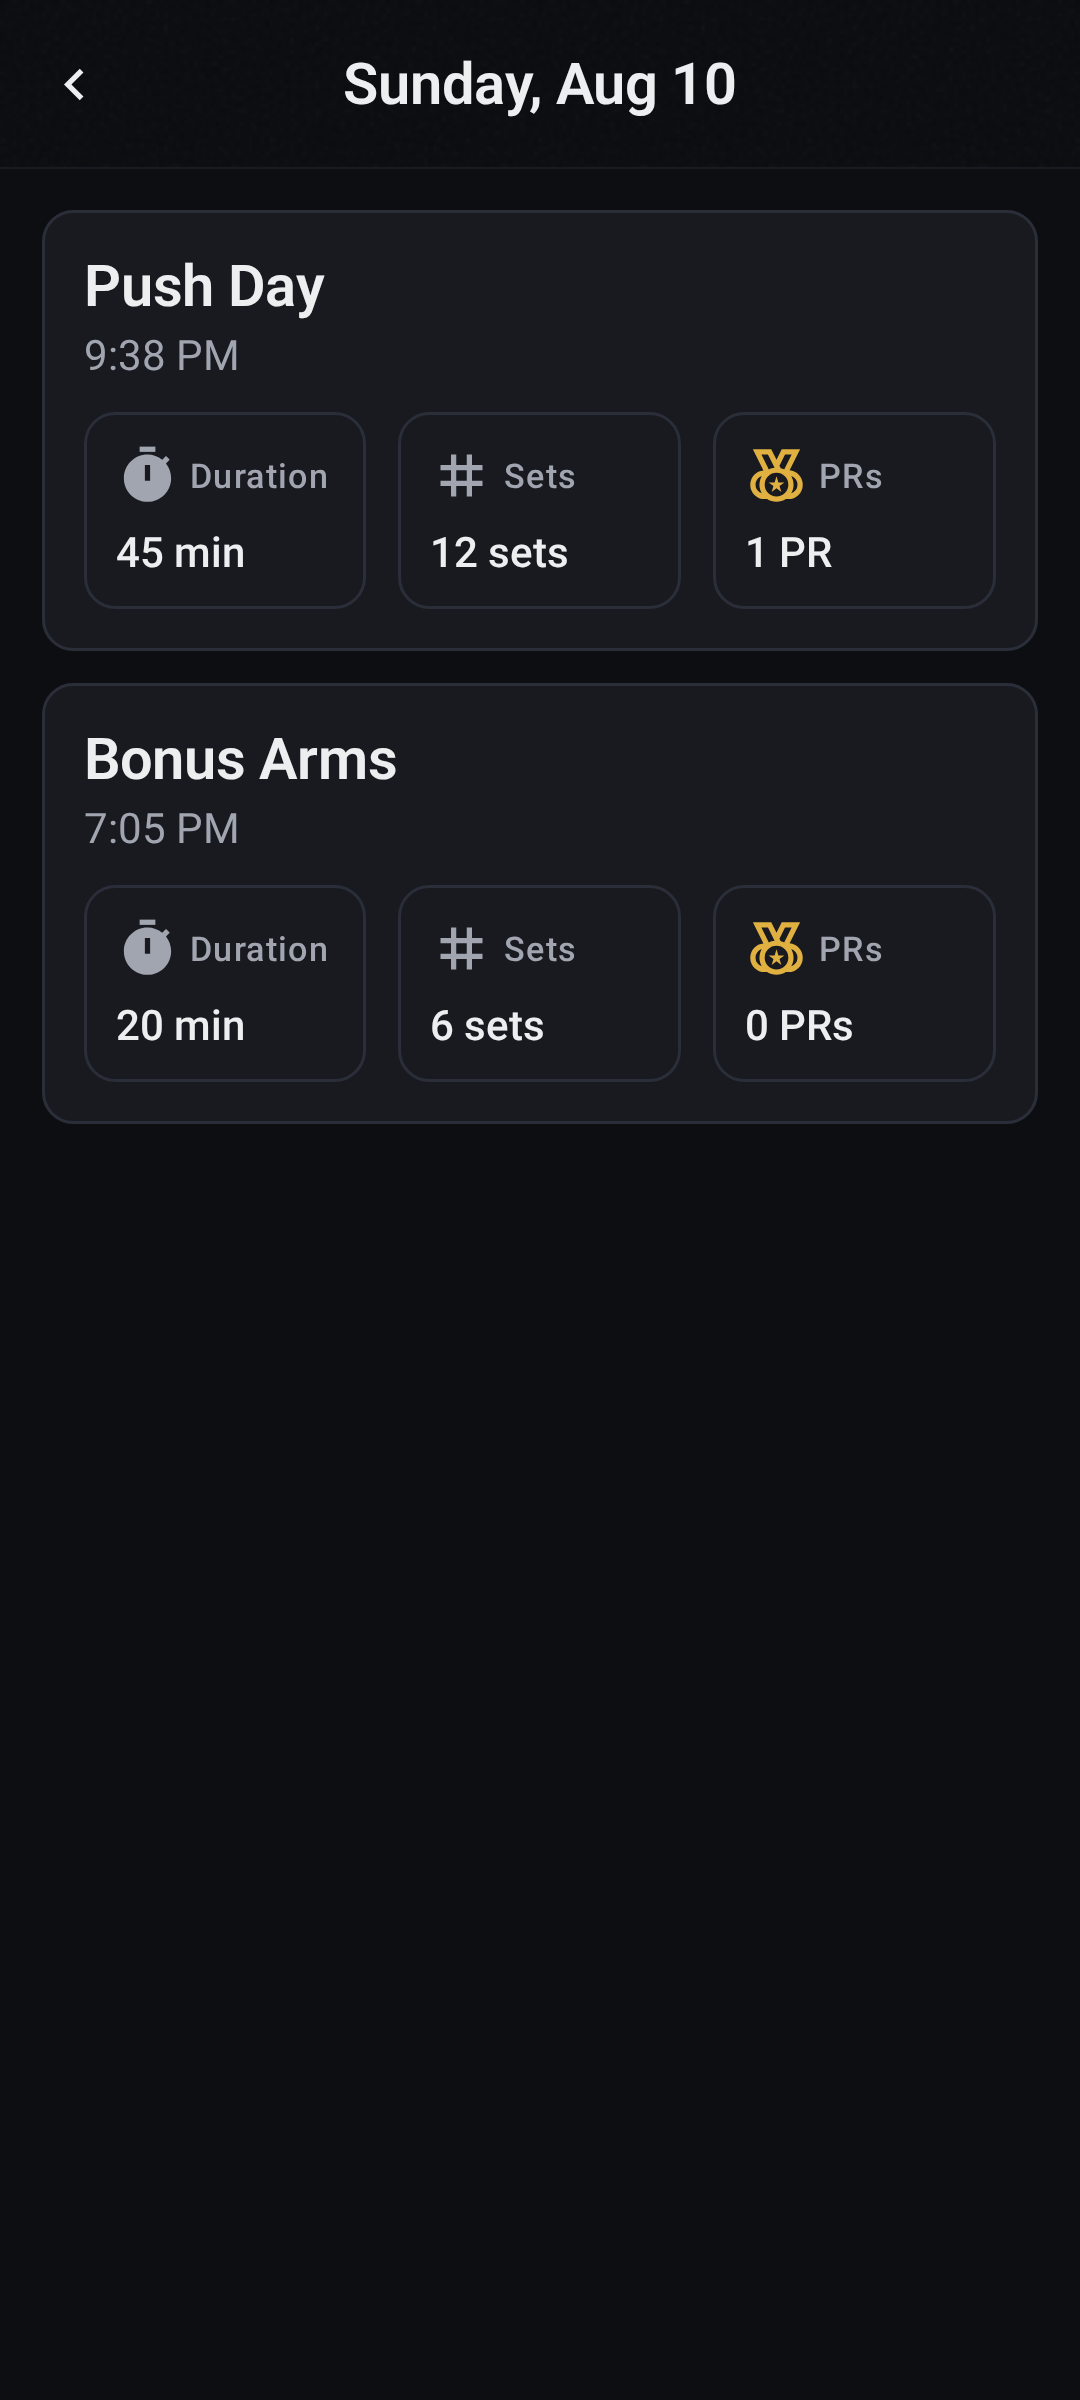 Sunday, Aug 10
Push Day
9:38 PM
Duration
45 min
Sets
12 sets
PRs
1 PR
Bonus Arms
7:05 PM
Duration
20 min
Sets
6 sets
PRs
0 PRs